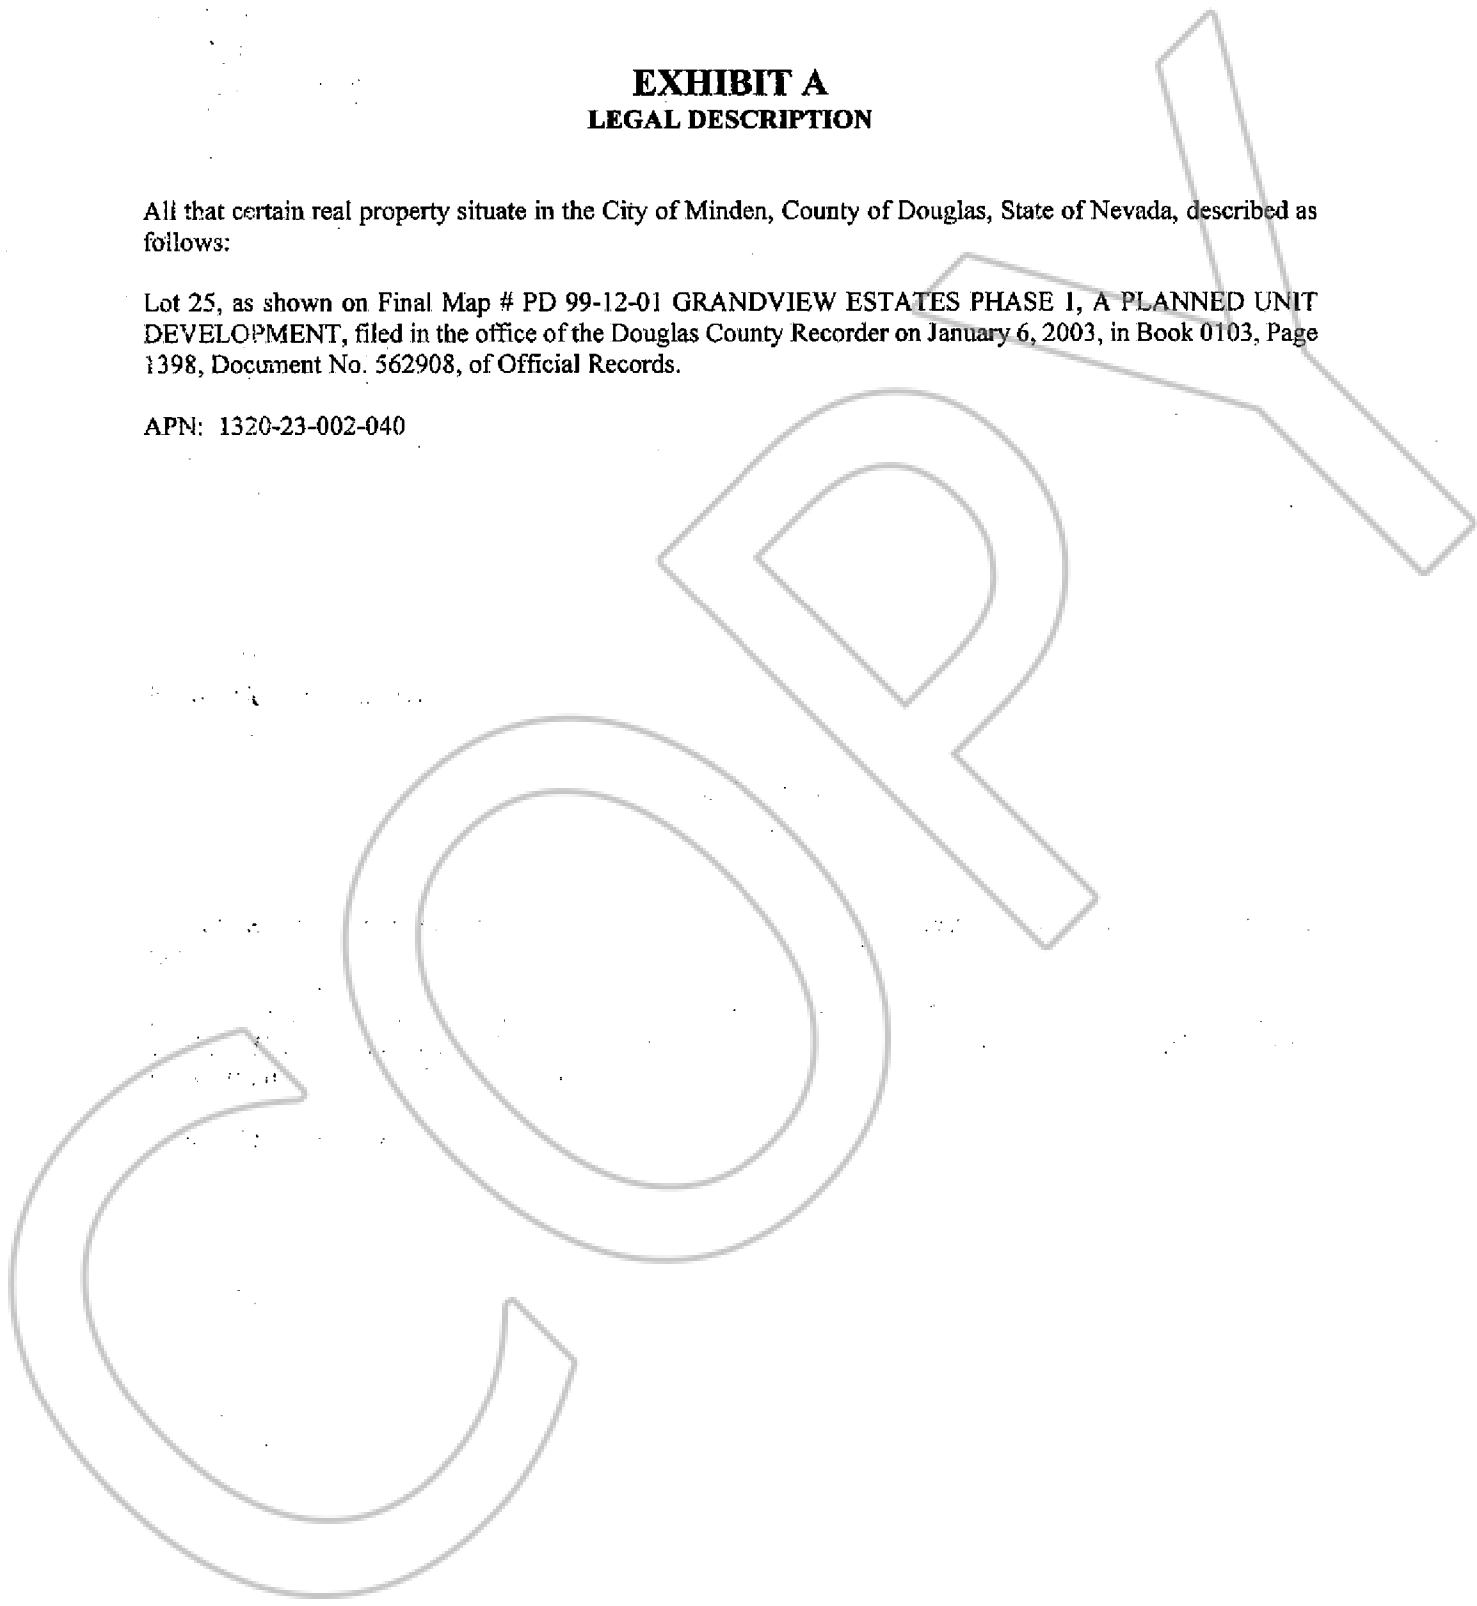 EXHIBIT A
LEGAL DESCRIPTION
All that certain real property situate in the City of Minden, County of Douglas, State of Nevada, described as
follows:
Lot 25, as shown on Final Map # PD 99-12-01 GRANDVIEW ESTATES PHASE 1, A PLANNED UNIT
DEVELOPMENT, filed in the office of the Douglas County Recorder on January 6, 2003, in Book 0103, Page
1398, Document No. 562908, of Official Records.
APN: 1320-23-002-040
COPY